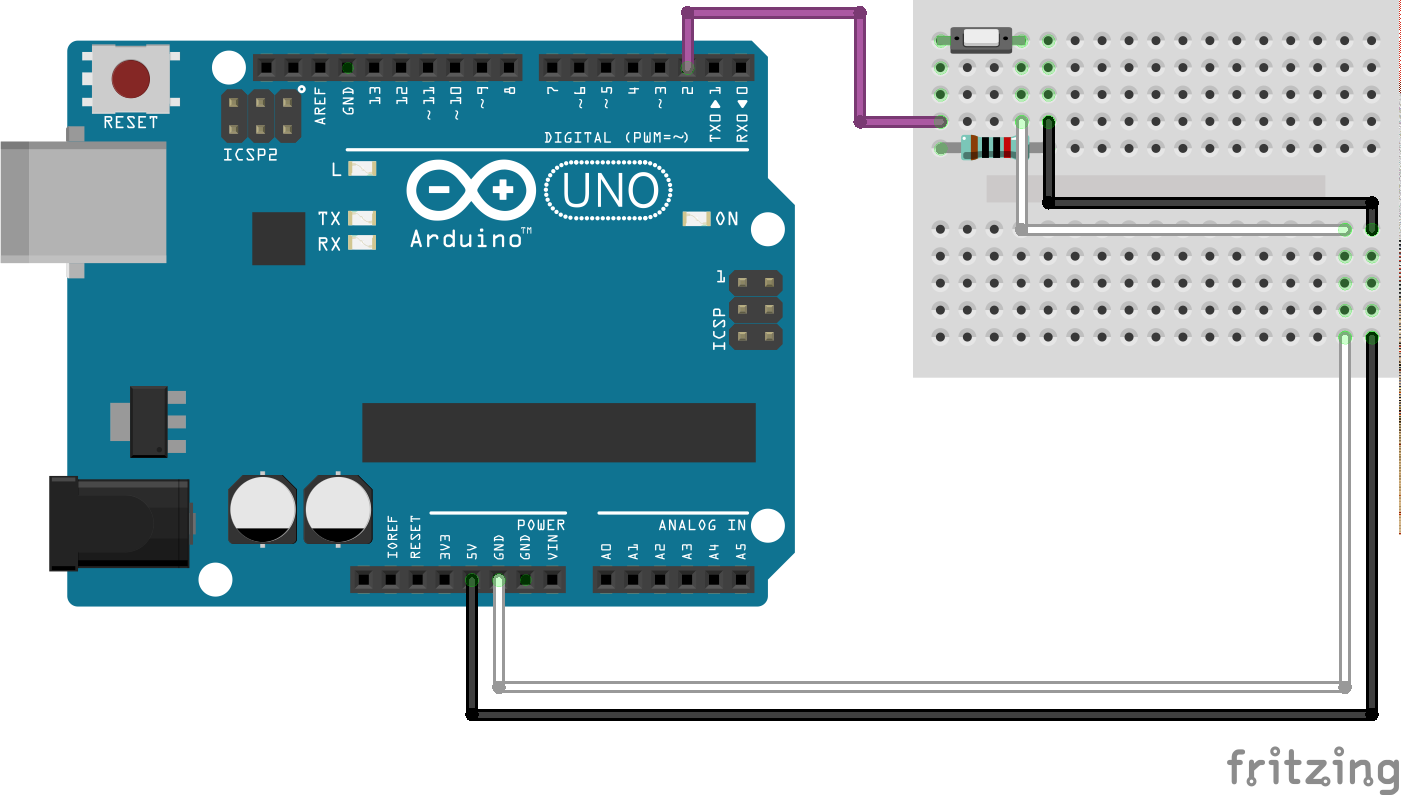 RESET
ICSP2
AREF
GND
13
12
~11
~10
~9
8
7
~6
~5
4
~3
2
TX0▶1
RX0◀0
DIGITAL (PWM=~)
L
TX
RX
UNO
Arduino™
ON
1
ICSP
POWER
ANALOG IN
IOREF
RESET
3V3
5V
GND
GND
VIN
A0
A1
A2
A3
A4
A5
fritzing